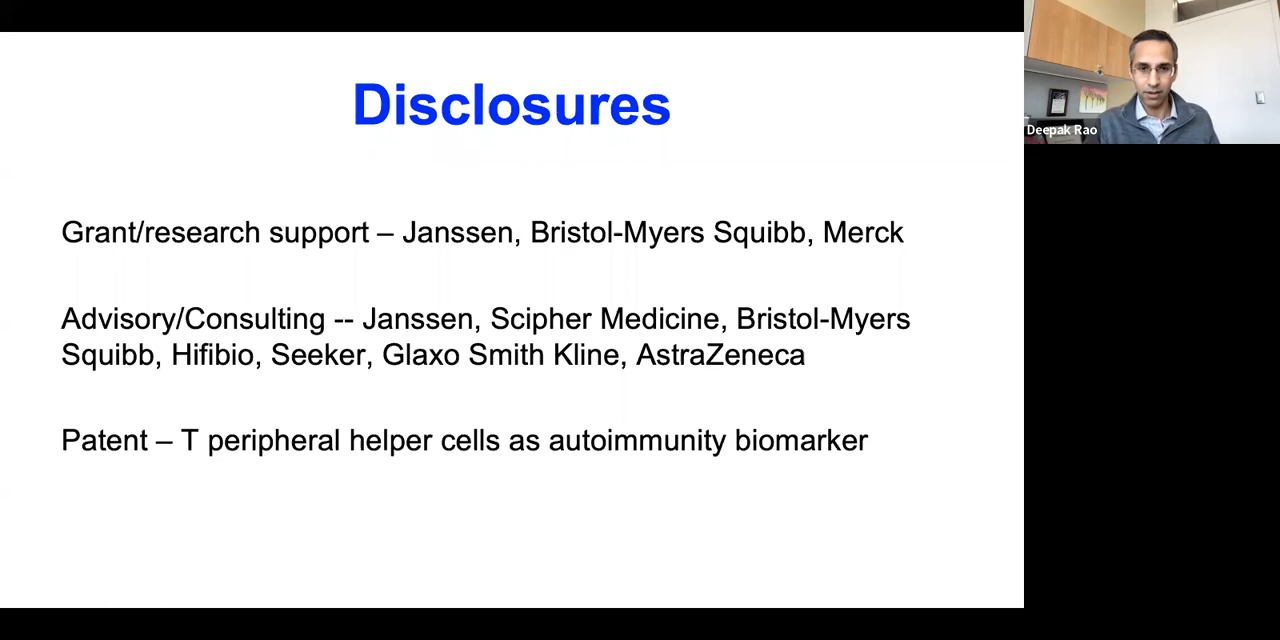 Disclosures
Grant/research support – Janssen, Bristol-Myers Squibb, Merck
Advisory/Consulting -- Janssen, Scipher Medicine, Bristol-Myers
Squibb, Hifibio, Seeker, Glaxo Smith Kline, AstraZeneca
Patent – T peripheral helper cells as autoimmunity biomarker
Deepak Rao